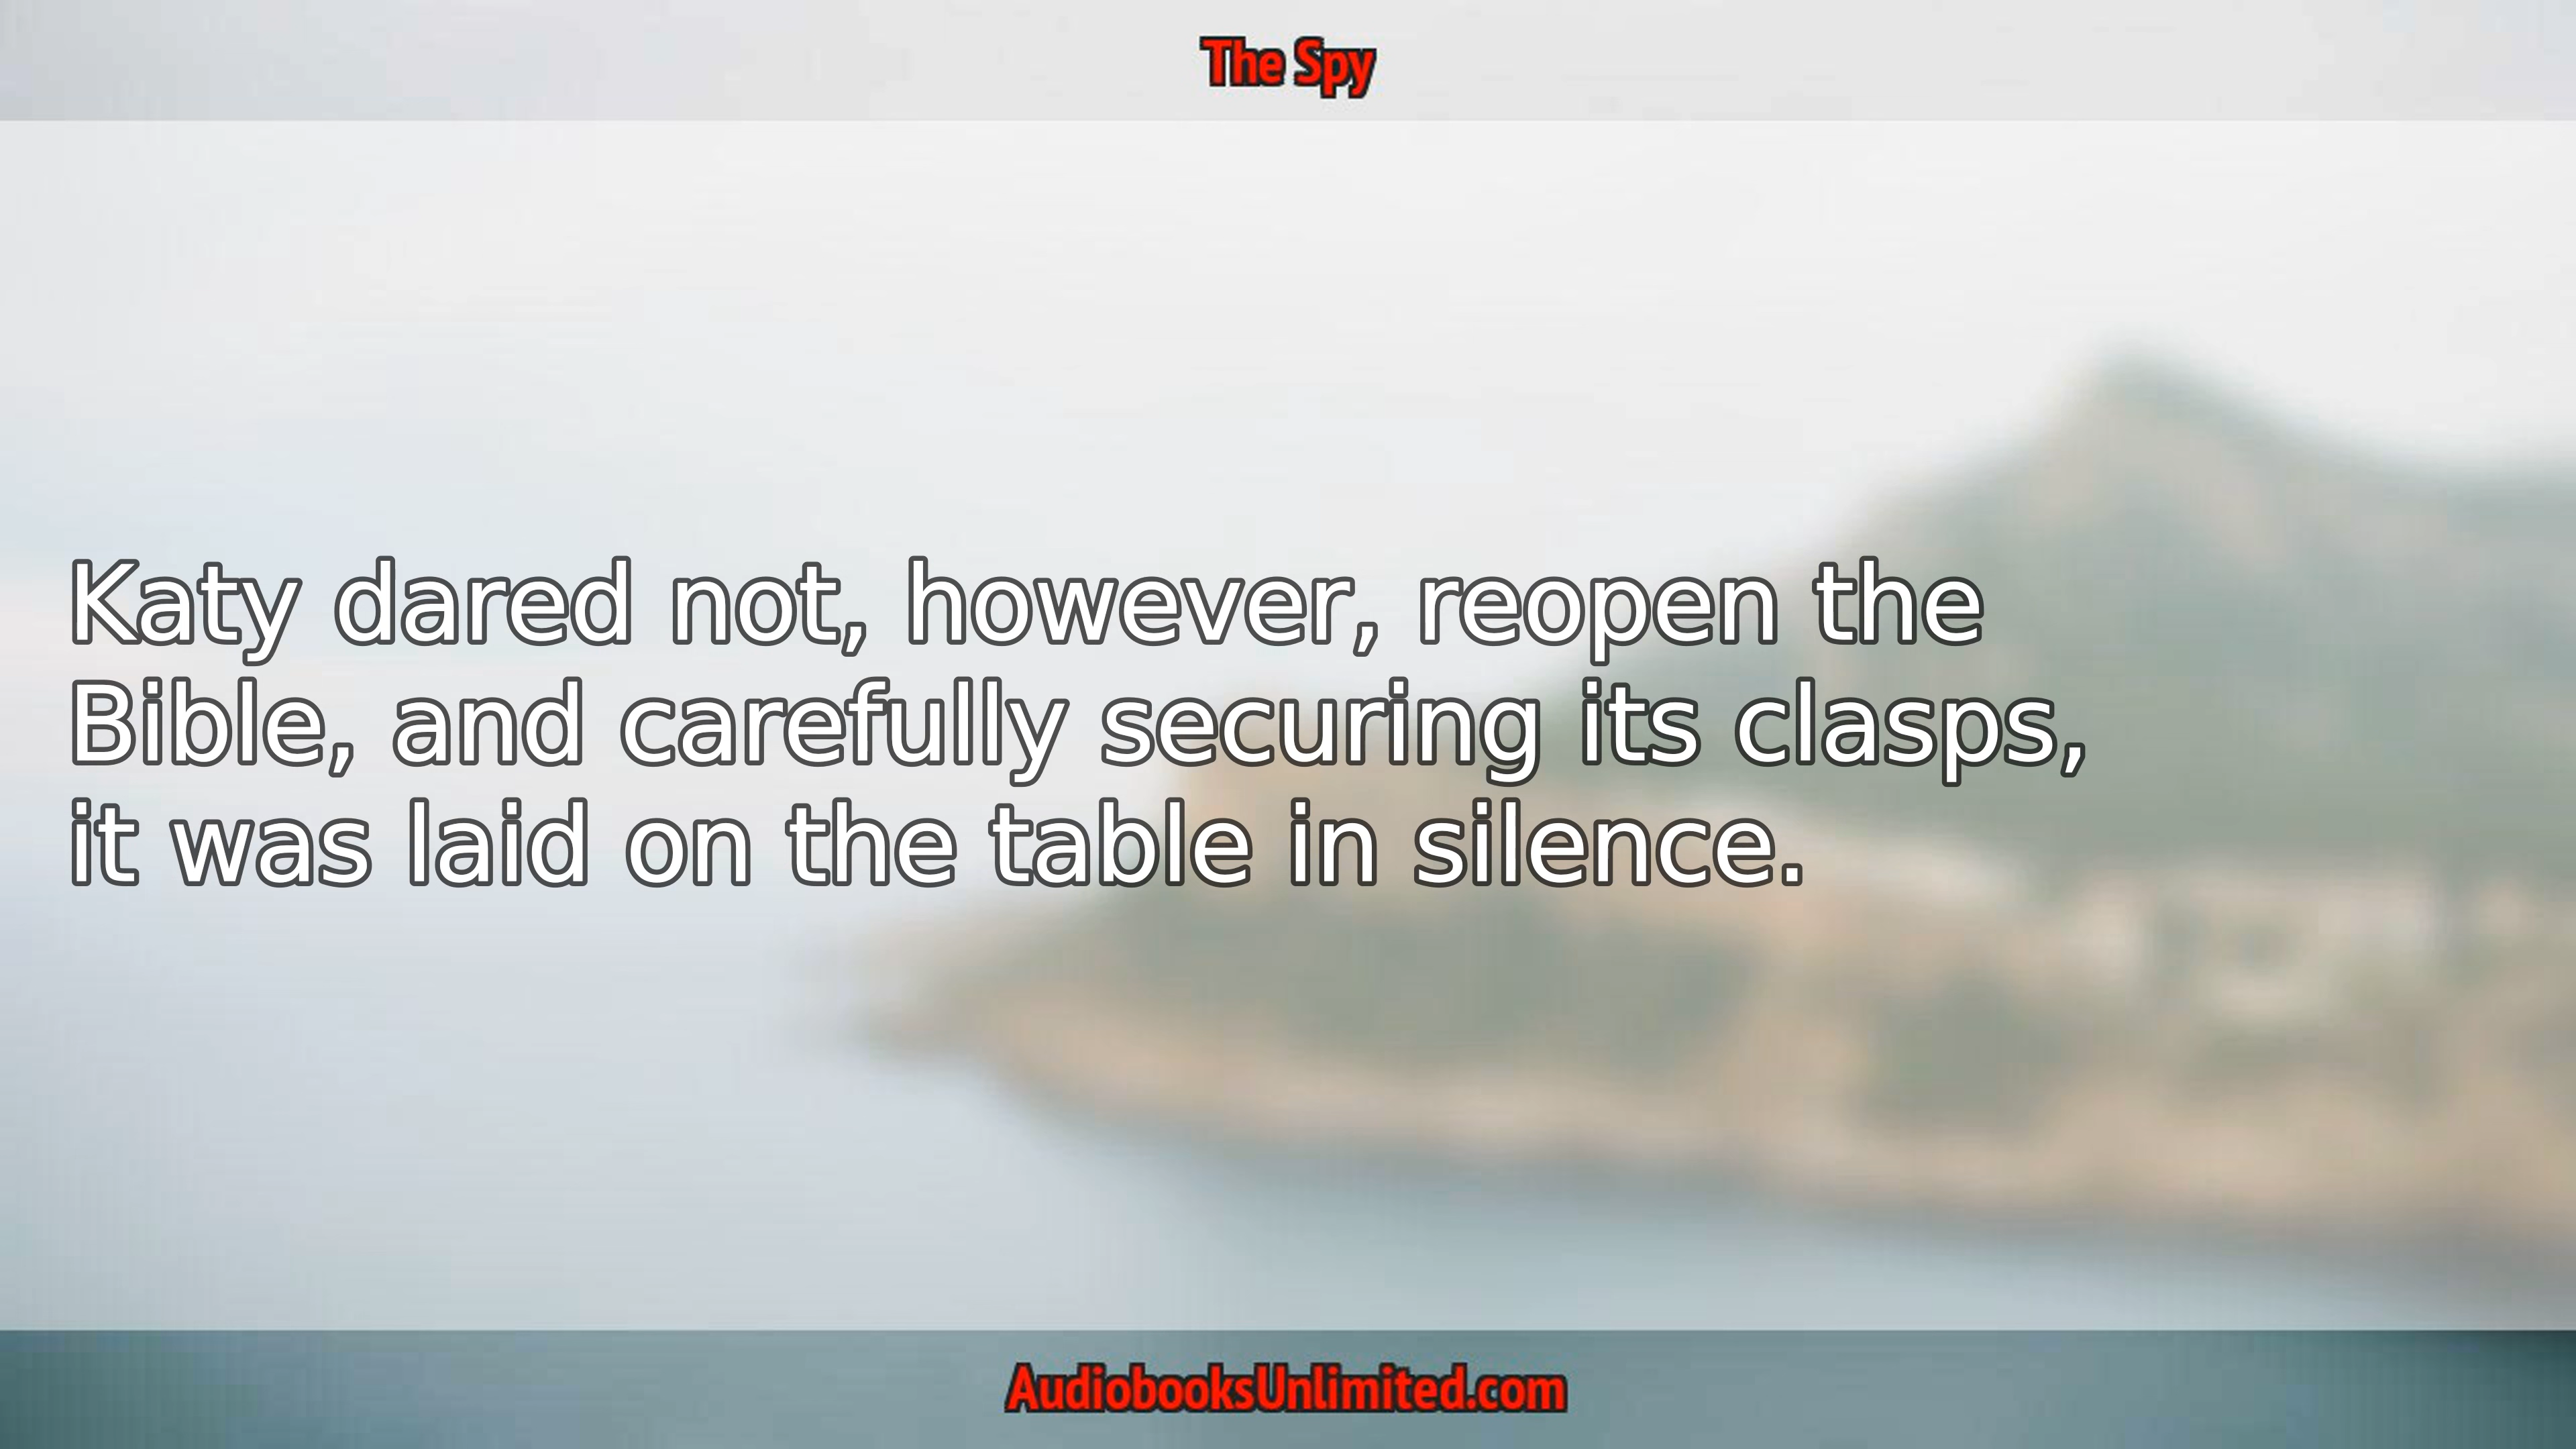 The Spy
Katy dared not, however, reopen the
Bible, and carefully securing its clasps,
it was laid on the table in silence.
AudiobooksUnlimited.com